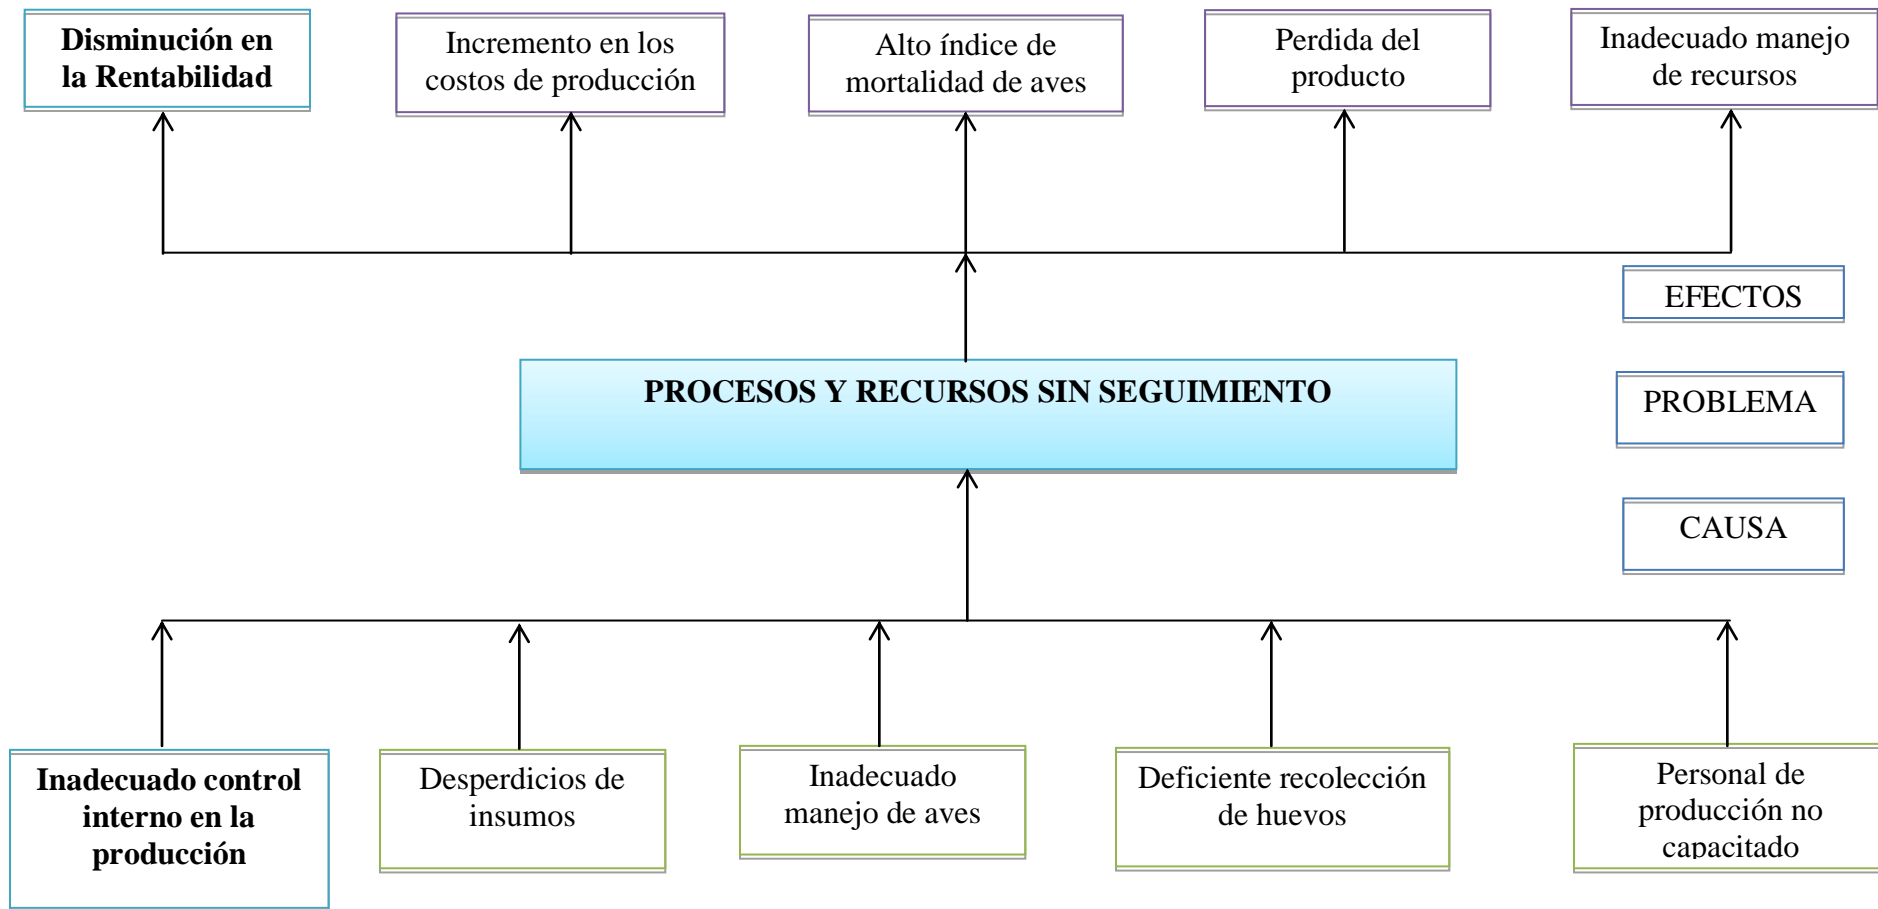 Disminución en
la Rentabilidad
Incremento en los
costos de producción
Alto índice de
mortalidad de aves
Perdida del
producto
Inadecuado manejo
de recursos
EFECTOS
PROCESOS Y RECURSOS SIN SEGUIMIENTO
PROBLEMA
CAUSA
Inadecuado control
interno en la
producción
Desperdicios de
insumos
Inadecuado
manejo de aves
Deficiente recolección
de huevos
Personal de
producción no
capacitado